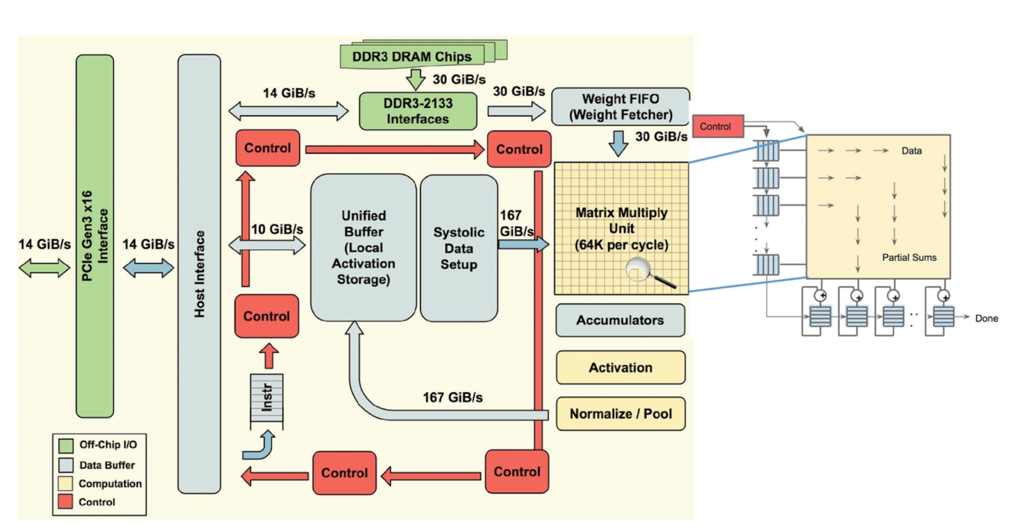 DDR3 DRAM Chips
30 GiB/s
14 GiB/s
DDR3-2133
Interfaces
30 GiB/s
Weight FIFO
(Weight Fetcher)
30 GiB/s
Control
Control
Control
PCIe Gen3 x16
Interface
Host Interface
14 GiB/s
14 GiB/s
10 GiB/s
Unified
Buffer
(Local
Activation
Storage)
Systolic
Data
Setup
167
GiB/s
Matrix Multiply
Unit
(64K per cycle)
Data
Partial Sums
Done
Control
Accumulators
Activation
Normalize / Pool
167 GiB/s
Instr
Control
Control
Off-Chip I/O
Data Buffer
Computation
Control